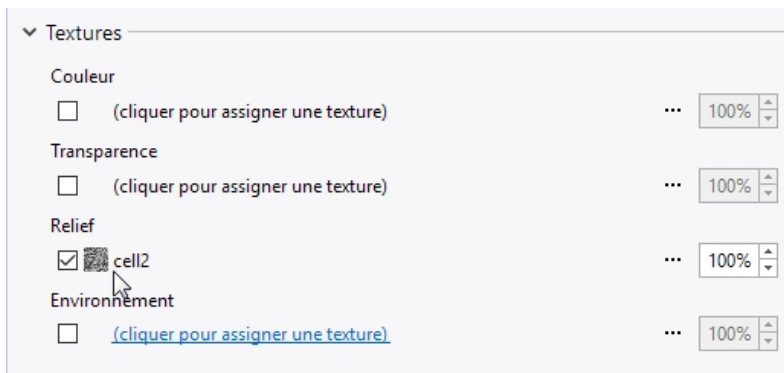 Textures
Couleur
(cliquer pour assigner une texture) ... 100%
Transparence
(cliquer pour assigner une texture) ... 100%
Relief
cell2 ... 100%
Environnement
(cliquer pour assigner une texture) ... 100%